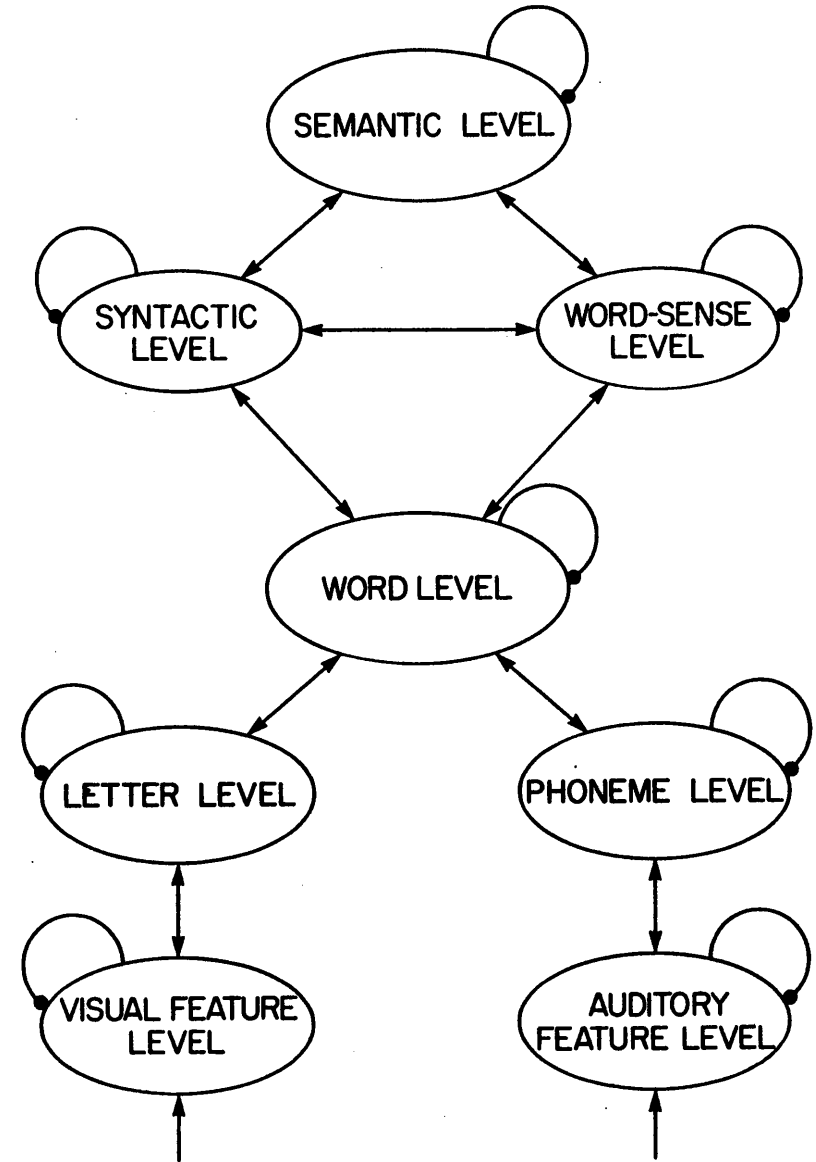 SEMANTIC LEVEL
SYNTACTIC
LEVEL
WORD-SENSE
LEVEL
WORD LEVEL
LETTER LEVEL
PHONEME LEVEL
VISUAL FEATURE
LEVEL
AUDITORY
FEATURE LEVEL